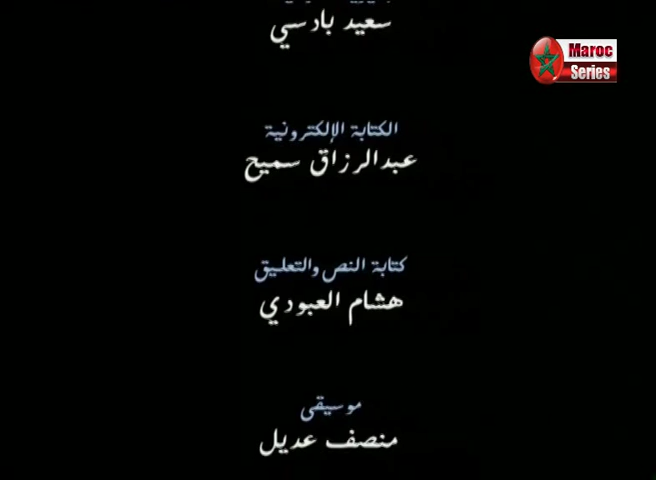 سعيد بادسي
Maroc
Series
الكتابة الإلكترونية
عبدالرزاق سميح
كتابة النص والتعليق
هشام العبودي
موسيقى
منصف عديل